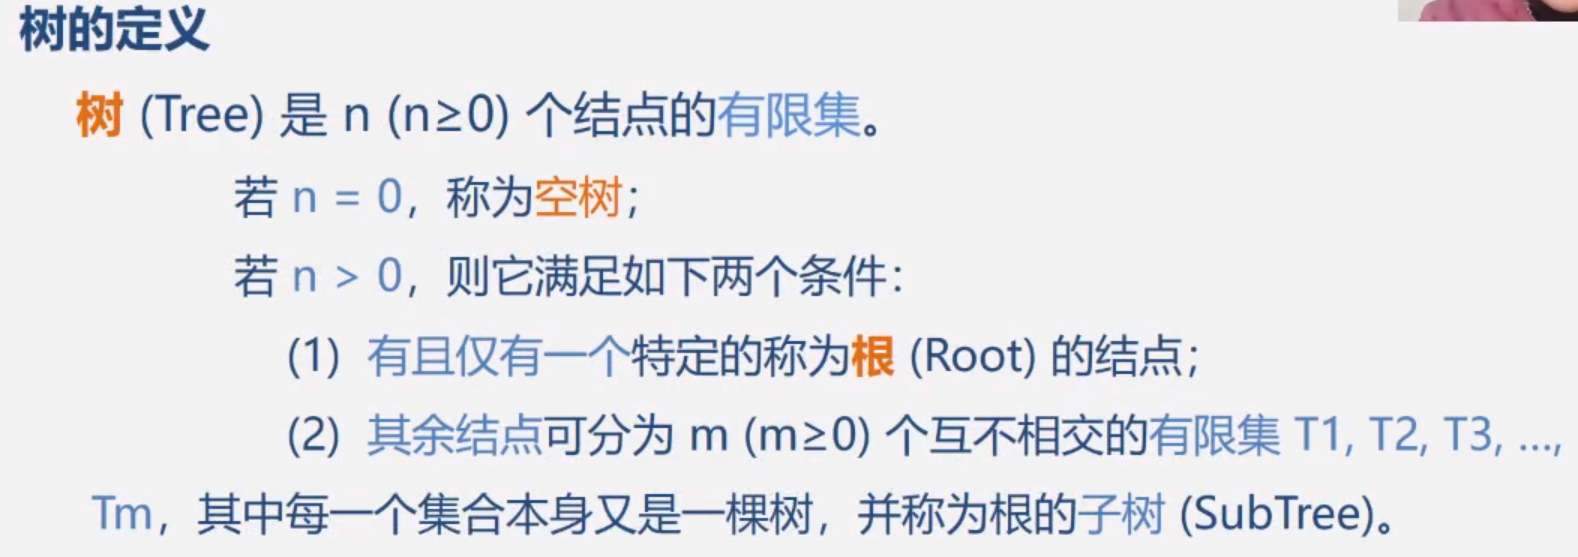 树的定义
树 (Tree) 是 n (n≥0) 个结点的有限集。
若 n = 0，称为空树；
若 n > 0，则它满足如下两个条件：
(1) 有且仅有一个特定的称为根 (Root) 的结点；
(2) 其余结点可分为 m (m≥0) 个互不相交的有限集 T1, T2, T3, …,
Tm，其中每一个集合本身又是一棵树，并称为根的子树 (SubTree)。